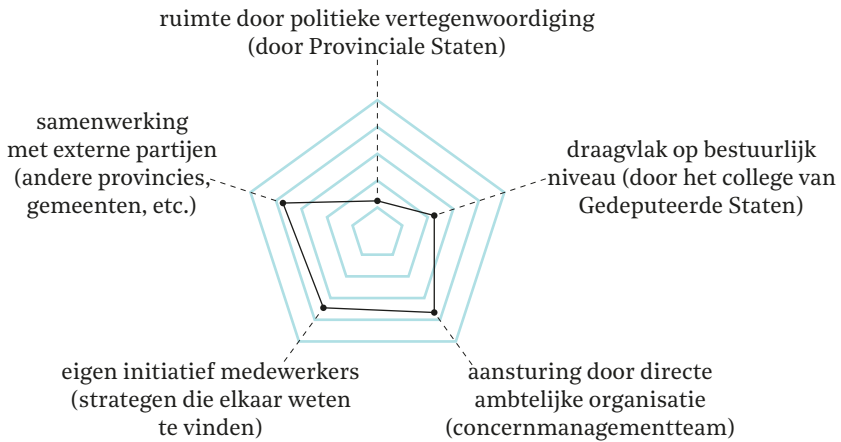 ruimte door politieke vertegenwoordiging
(door Provinciale Staten)
samenwerking
met externe partijen
(andere provincies,
gemeenten, etc.)
draagvlak op bestuurlijk
niveau (door het college van
Gedeputeerde Staten)
eigen initiatief medewerkers
(strategen die elkaar weten
te vinden)
aansturing door directe
ambtelijke organisatie
(concernmanagementteam)